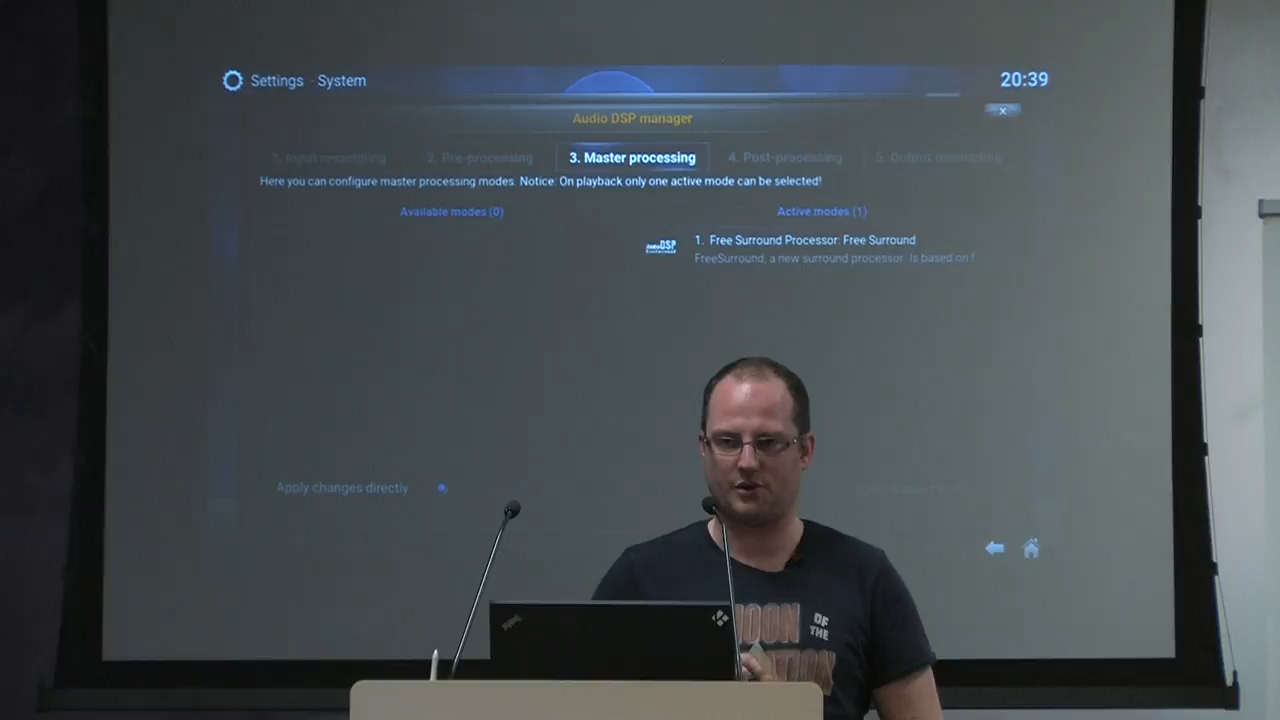 Settings System
20:39
Audio DSP manager
1. Input resampling 2. Pre-processing 3. Master processing 4. Post-processing 5. Output resampling
Here you can configure master processing modes. Notice: On playback only one active mode can be selected!
Available modes (0)
Active modes (1)
AudioDSP
1. Free Surround Processor: Free Surround
FreeSurround, a new surround processor. Is based on f
Apply changes directly
OF
THE